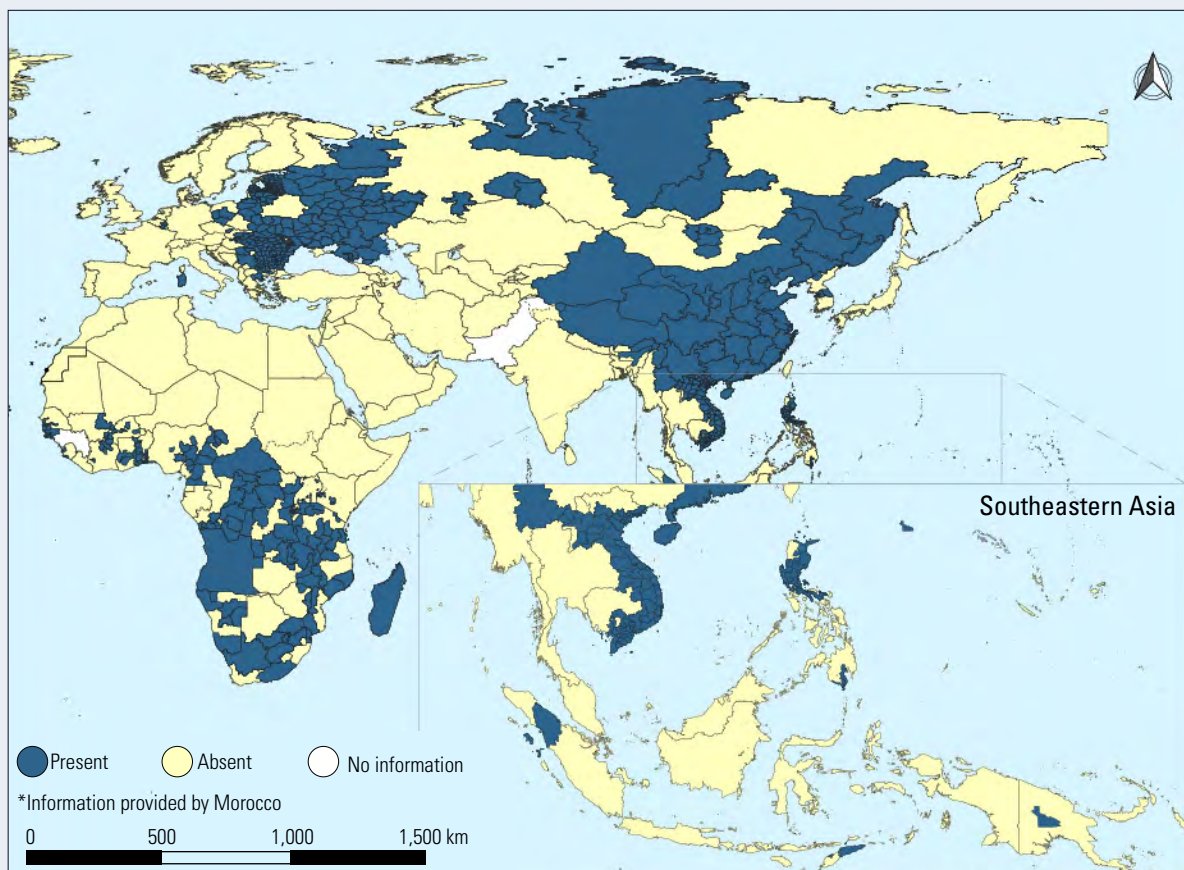 Southeastern Asia
Present
Absent
No information
*Information provided by Morocco
0 500 1,000 1,500 km